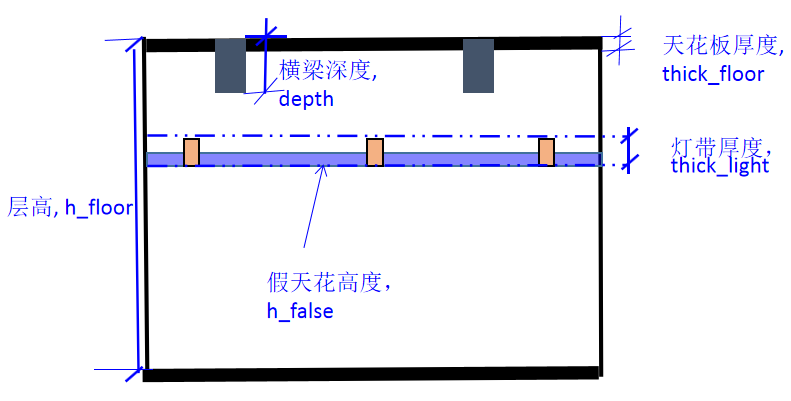 天花板厚度,
thick_floor
横梁深度,
depth
灯带厚度，
thick_light
层高, h_floor
假天花高度，
h_false